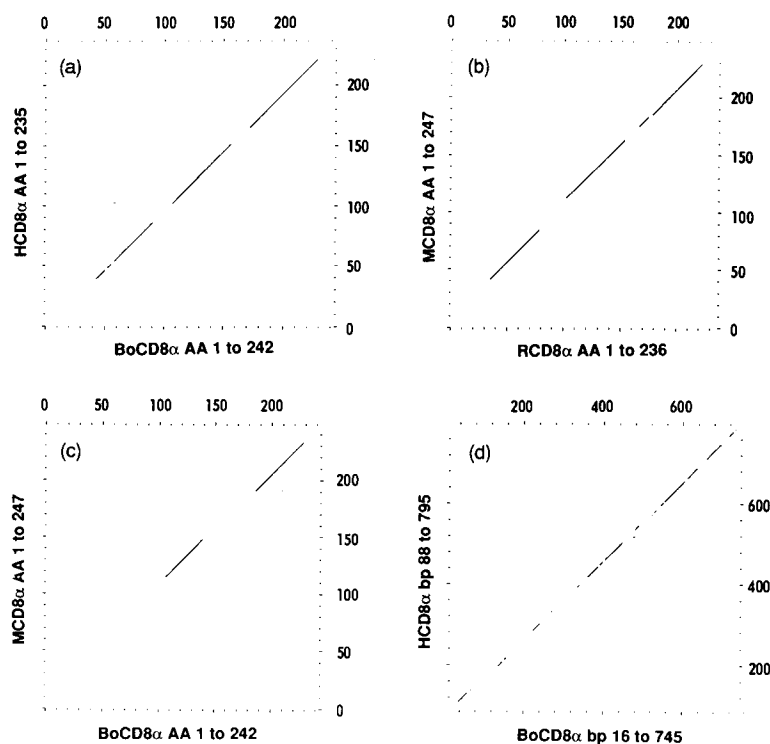 0 50 100 150 200
(a)
HCD8α AA 1 to 235
200
150
100
50
0
BoCD8α AA 1 to 242
0 50 100 150 200
(b)
MCD8α AA 1 to 247
200
150
100
50
0
RCD8α AA 1 to 236
0 50 100 150 200
(c)
MCD8α AA 1 to 247
200
150
100
50
0
BoCD8α AA 1 to 242
200 400 600
(d)
HCD8α bp 88 to 795
600
400
200
BoCD8α bp 16 to 745